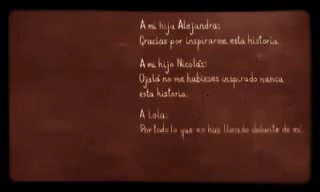 A mi hija Alejandra:
Gracias por inspirarme esta historia.
A mi hijo Nicolás:
Ojalá no me hubieses inspirado nunca
esta historia.
A Lola:
Por todo lo que no has llorado delante de mí.